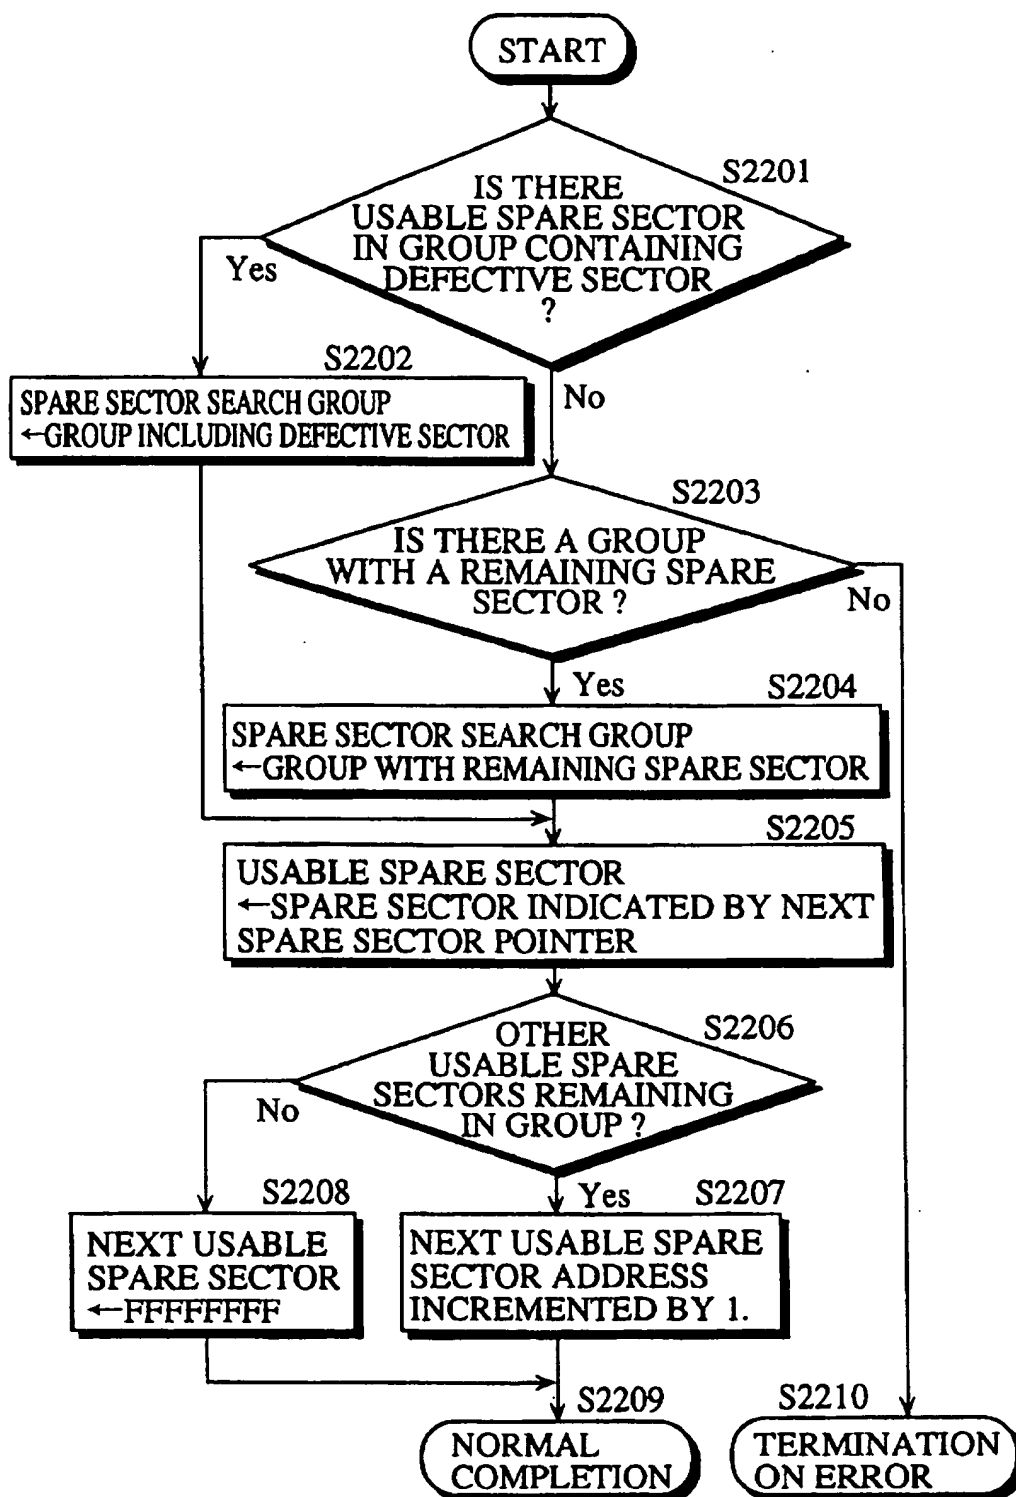 START
S2201
IS THERE
USABLE SPARE SECTOR
IN GROUP CONTAINING
DEFECTIVE SECTOR
?
Yes
No
S2202
SPARE SECTOR SEARCH GROUP
←GROUP INCLUDING DEFECTIVE SECTOR
S2203
IS THERE A GROUP
WITH A REMAINING SPARE
SECTOR ?
No
Yes
S2204
SPARE SECTOR SEARCH GROUP
←GROUP WITH REMAINING SPARE SECTOR
S2205
USABLE SPARE SECTOR
←SPARE SECTOR INDICATED BY NEXT
SPARE SECTOR POINTER
S2206
OTHER
USABLE SPARE
SECTORS REMAINING
IN GROUP ?
No
Yes
S2208
NEXT USABLE
SPARE SECTOR
←FFFFFFFF
S2207
NEXT USABLE SPARE
SECTOR ADDRESS
INCREMENTED BY 1.
S2209
NORMAL
COMPLETION
S2210
TERMINATION
ON ERROR